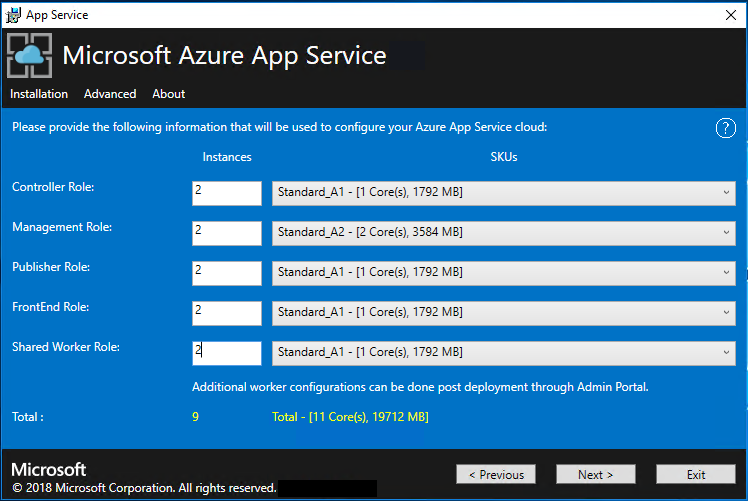 App Service
Microsoft Azure App Service
Installation Advanced About
Please provide the following information that will be used to configure your Azure App Service cloud: ?
Instances SKUs
Controller Role: 2 Standard_A1 - [1 Core(s), 1792 MB]
Management Role: 2 Standard_A2 - [2 Core(s), 3584 MB]
Publisher Role: 2 Standard_A1 - [1 Core(s), 1792 MB]
FrontEnd Role: 2 Standard_A1 - [1 Core(s), 1792 MB]
Shared Worker Role: 2 Standard_A1 - [1 Core(s), 1792 MB]
Additional worker configurations can be done post deployment through Admin Portal.
Total : 9 Total - [11 Core(s), 19712 MB]
Microsoft
© 2018 Microsoft Corporation. All rights reserved.
< Previous Next > Exit